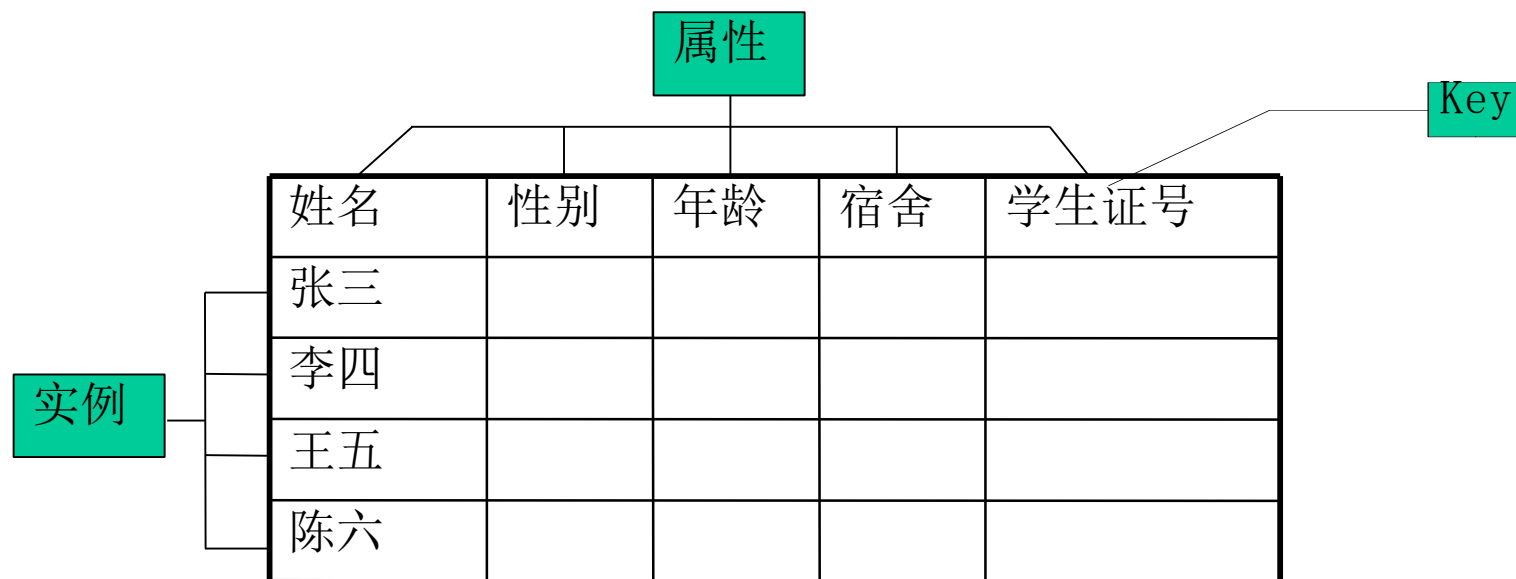 属性
Key
姓名 性别 年龄 宿舍 学生证号
张三
李四
实例
王五
陈六